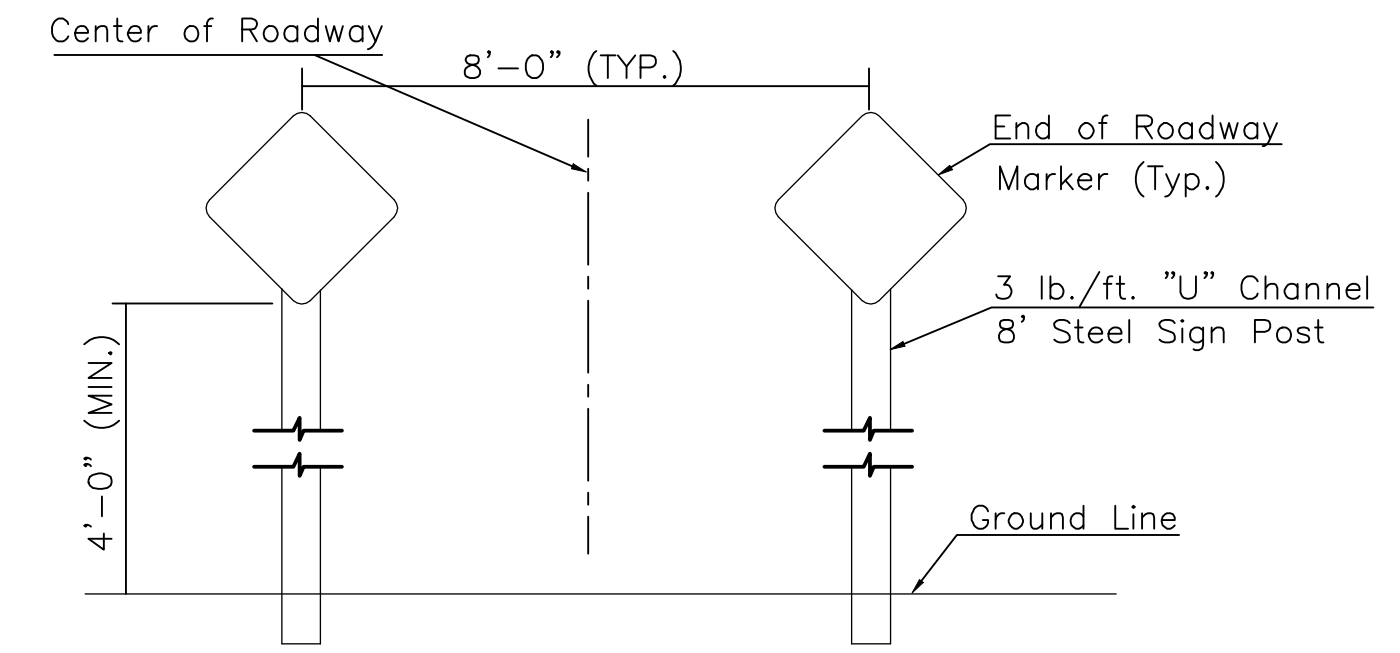 Center of Roadway
8'-0" (TYP.)
End of Roadway
Marker (Typ.)
3 lb./ft. "U" Channel
8' Steel Sign Post
4'-0" (MIN.)
Ground Line